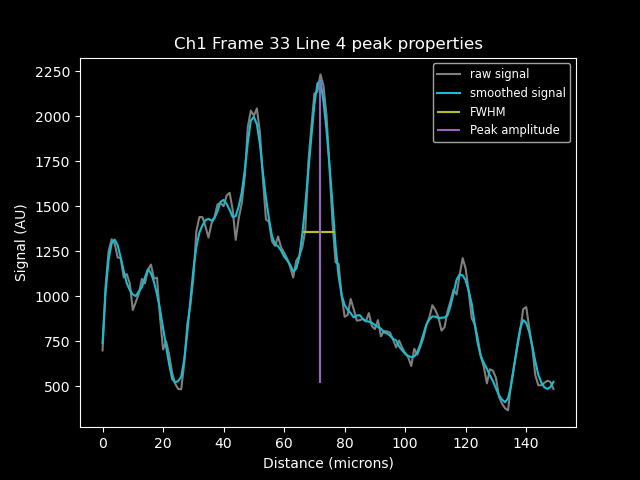 Ch1 Frame 33 Line 4 peak properties
raw signal
smoothed signal
FWHM
Peak amplitude
Signal (AU)
2250
2000
1750
1500
1250
1000
750
500
0 20 40 60 80 100 120 140
Distance (microns)